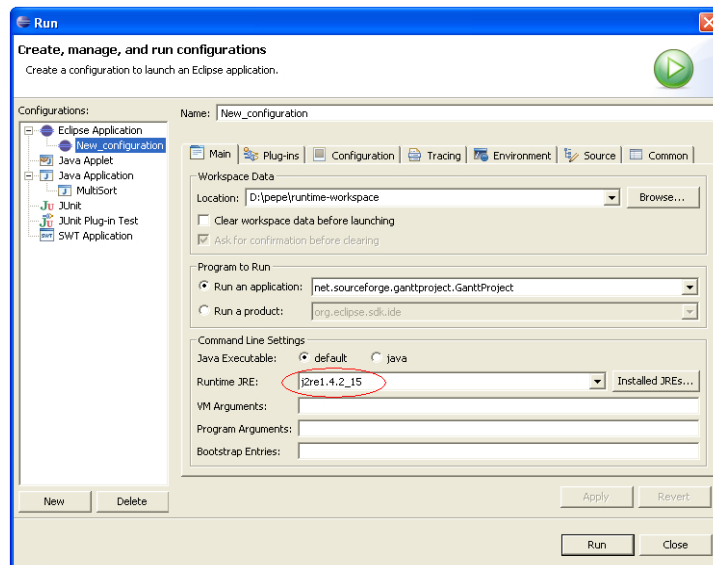 Run
Create, manage, and run configurations
Create a configuration to launch an Eclipse application.
Configurations:
Eclipse Application
New_configuration
Java Applet
Java Application
J MultiSort
Ju JUnit
Jü JUnit Plug-in Test
SWT SWT Application
New Delete
Name: New_configuration
Main Plug-ins Configuration Tracing Environment Source Common
Workspace Data
Location: D:\pepe\runtime-workspace Browse...
Clear workspace data before launching
Ask for confirmation before clearing
Program to Run
Run an application: net.sourceforge.ganttproject.GanttProject
Run a product: org.eclipse.sdk.ide
Command Line Settings
Java Executable: default java
Runtime JRE: j2re1.4.2_15 Installed JREs...
VM Arguments:
Program Arguments:
Bootstrap Entries:
Apply Revert
Run Close